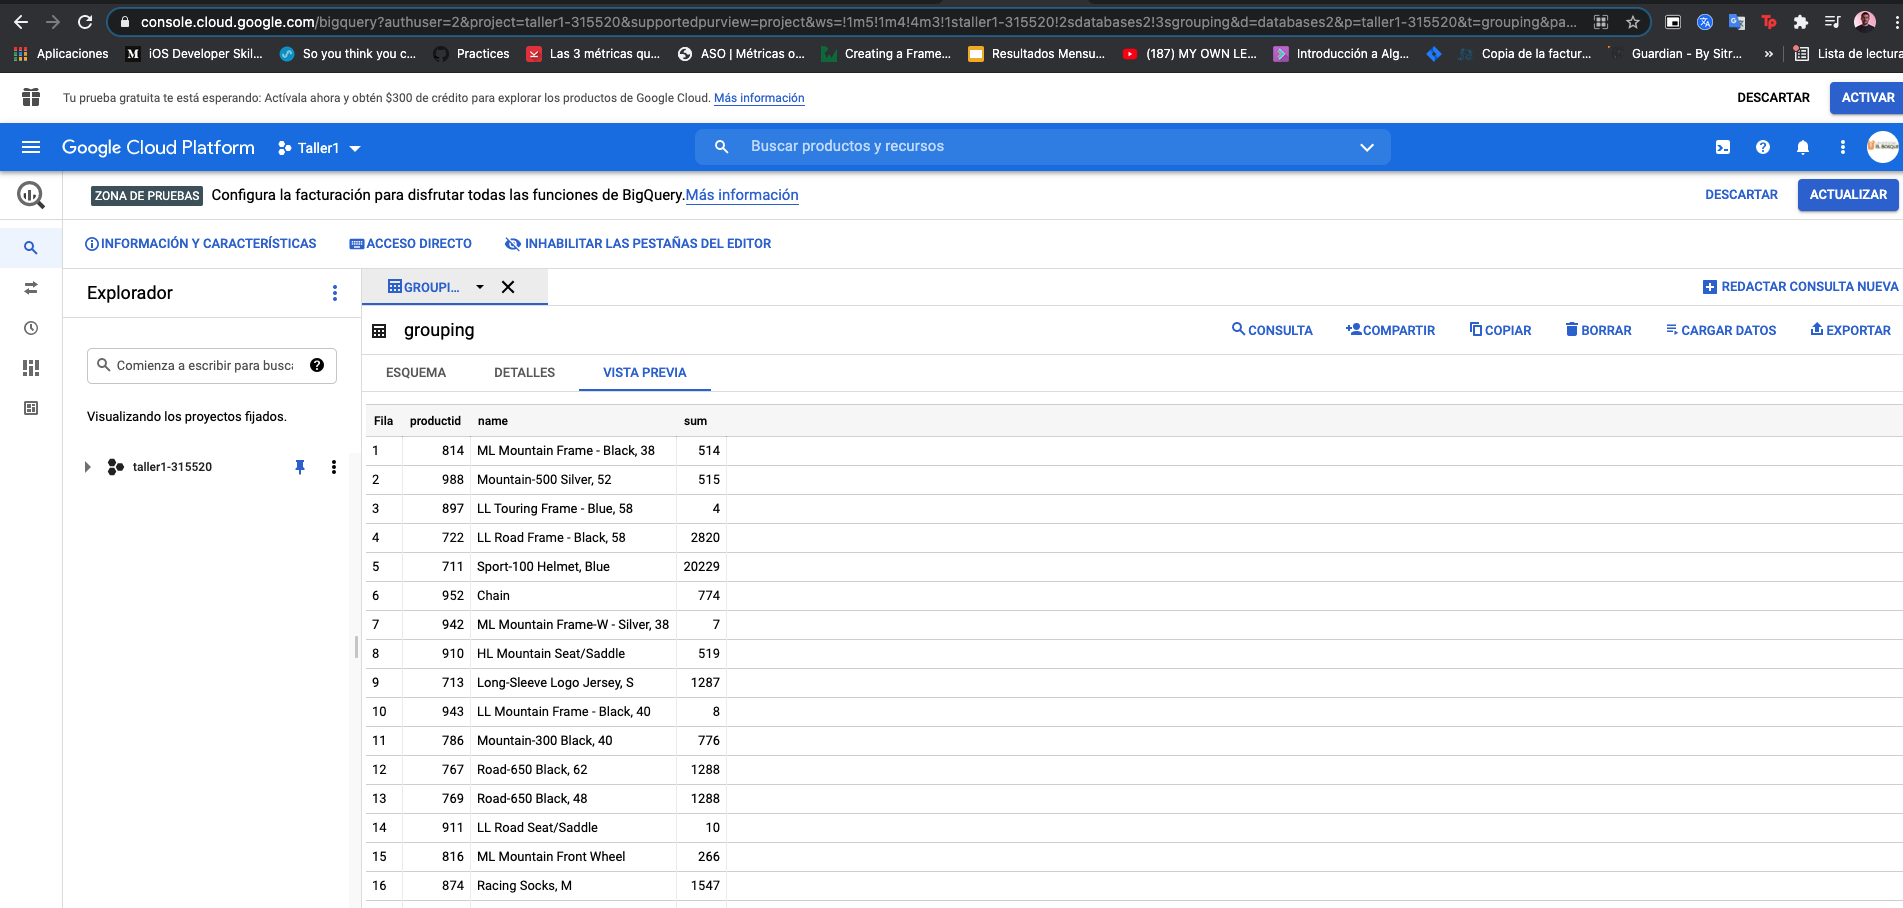 console.cloud.google.com/bigquery?authuser=2&project=taller1-315520&supportedpurview=project&ws=!1m5!1m4!4m3!1staller1-315520!2sdatabases2!3sgrouping&d=databases2&p=taller1-315520&t=grouping&pa...
Aplicaciones iOS Developer Skil... So you think you c... Practices Las 3 métricas qu... ASO | Métricas o... Creating a Frame... Resultados Mensu... (187) MY OWN LE... Introducción a Alg... Copia de la factur... Guardian - By Sitr... » Lista de lectura
Tu prueba gratuita te está esperando: Actívala ahora y obtén $300 de crédito para explorar los productos de Google Cloud. Más información DESCARTAR ACTIVAR
Google Cloud Platform Taller1 Buscar productos y recursos
ZONA DE PRUEBAS Configura la facturación para disfrutar todas las funciones de BigQuery.Más información DESCARTAR ACTUALIZAR
INFORMACIÓN Y CARACTERÍSTICAS ACCESO DIRECTO INHABILITAR LAS PESTAÑAS DEL EDITOR
Explorador
GROUPI... REDACTAR CONSULTA NUEVA
grouping CONSULTA COMPARTIR COPIAR BORRAR CARGAR DATOS EXPORTAR
Comienza a escribir para busca
Visualizando los proyectos fijados.
taller1-315520
ESQUEMA DETALLES VISTA PREVIA
Fila productid name sum
1 814 ML Mountain Frame - Black, 38 514
2 988 Mountain-500 Silver, 52 515
3 897 LL Touring Frame - Blue, 58 4
4 722 LL Road Frame - Black, 58 2820
5 711 Sport-100 Helmet, Blue 20229
6 952 Chain 774
7 942 ML Mountain Frame-W - Silver, 38 7
8 910 HL Mountain Seat/Saddle 519
9 713 Long-Sleeve Logo Jersey, S 1287
10 943 LL Mountain Frame - Black, 40 8
11 786 Mountain-300 Black, 40 776
12 767 Road-650 Black, 62 1288
13 769 Road-650 Black, 48 1288
14 911 LL Road Seat/Saddle 10
15 816 ML Mountain Front Wheel 266
16 874 Racing Socks, M 1547